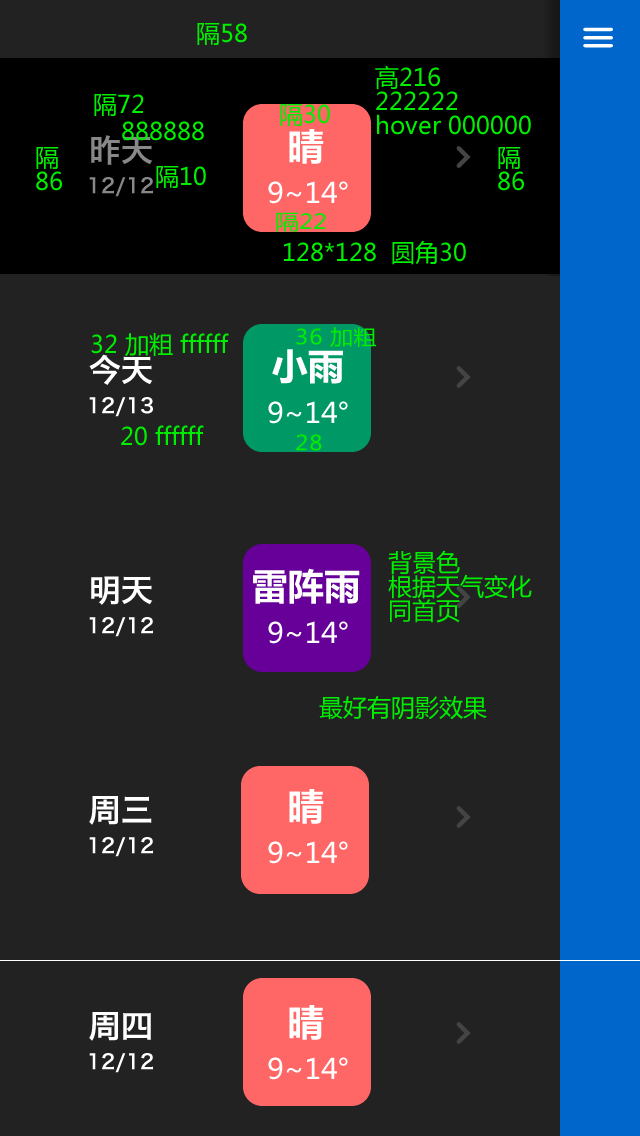 隔58
高216
222222
hover 000000
隔72
888888
隔30
昨天
晴
隔
86
12/12
隔10
9~14°
隔
86
隔22
128*128 圆角30
32 加粗 ffffff
36 加粗
今天
小雨
12/13
9~14°
20 ffffff
28
背景色
根据天气变化
同首页
明天
雷阵雨
12/12
9~14°
最好有阴影效果
周三
晴
12/12
9~14°
周四
晴
12/12
9~14°